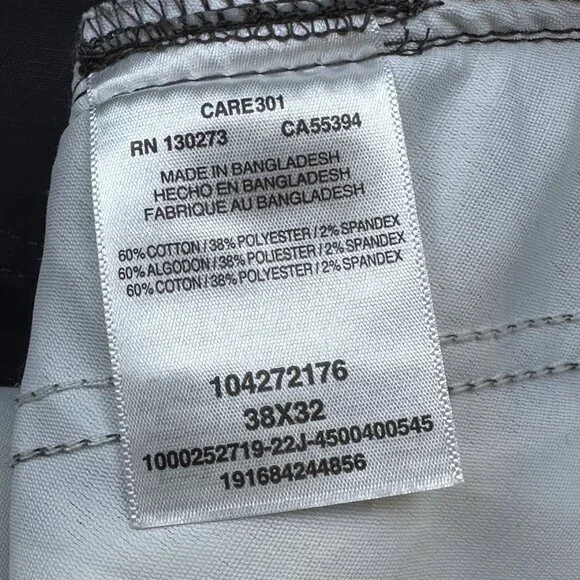 CARE301
RN 130273 CA55394
MADE IN BANGLADESH
HECHO EN BANGLADESH
FABRIQUE AU BANGLADESH
60% COTTON / 38% POLYESTER / 2% SPANDEX
60% ALGODON / 38% POLIESTER / 2% SPANDEX
60% COTON / 38% POLYESTER / 2% SPANDEX
104272176
38X32
1000252719-22J-4500400545
191684244856